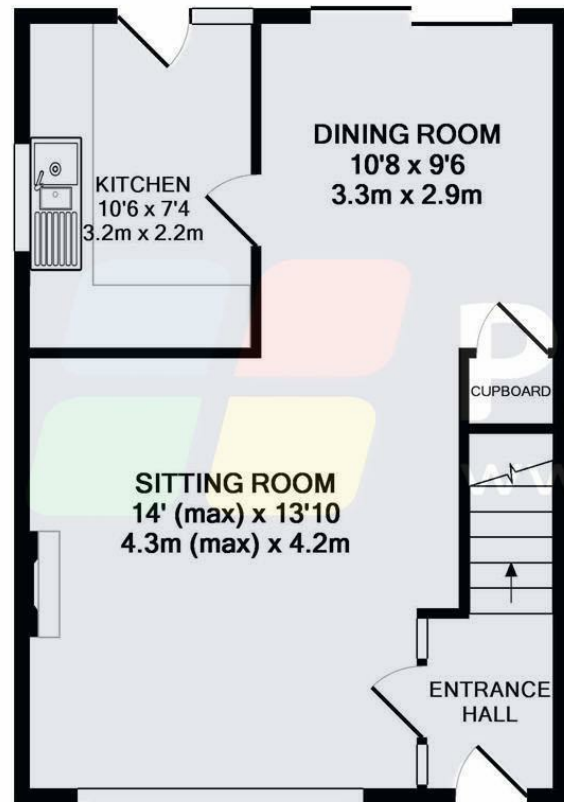 DINING ROOM
10'8 x 9'6
3.3m x 2.9m
KITCHEN
10'6 x 7'4
3.2m x 2.2m
CUPBOARD
SITTING ROOM
14' (max) x 13'10
4.3m (max) x 4.2m
ENTRANCE
HALL